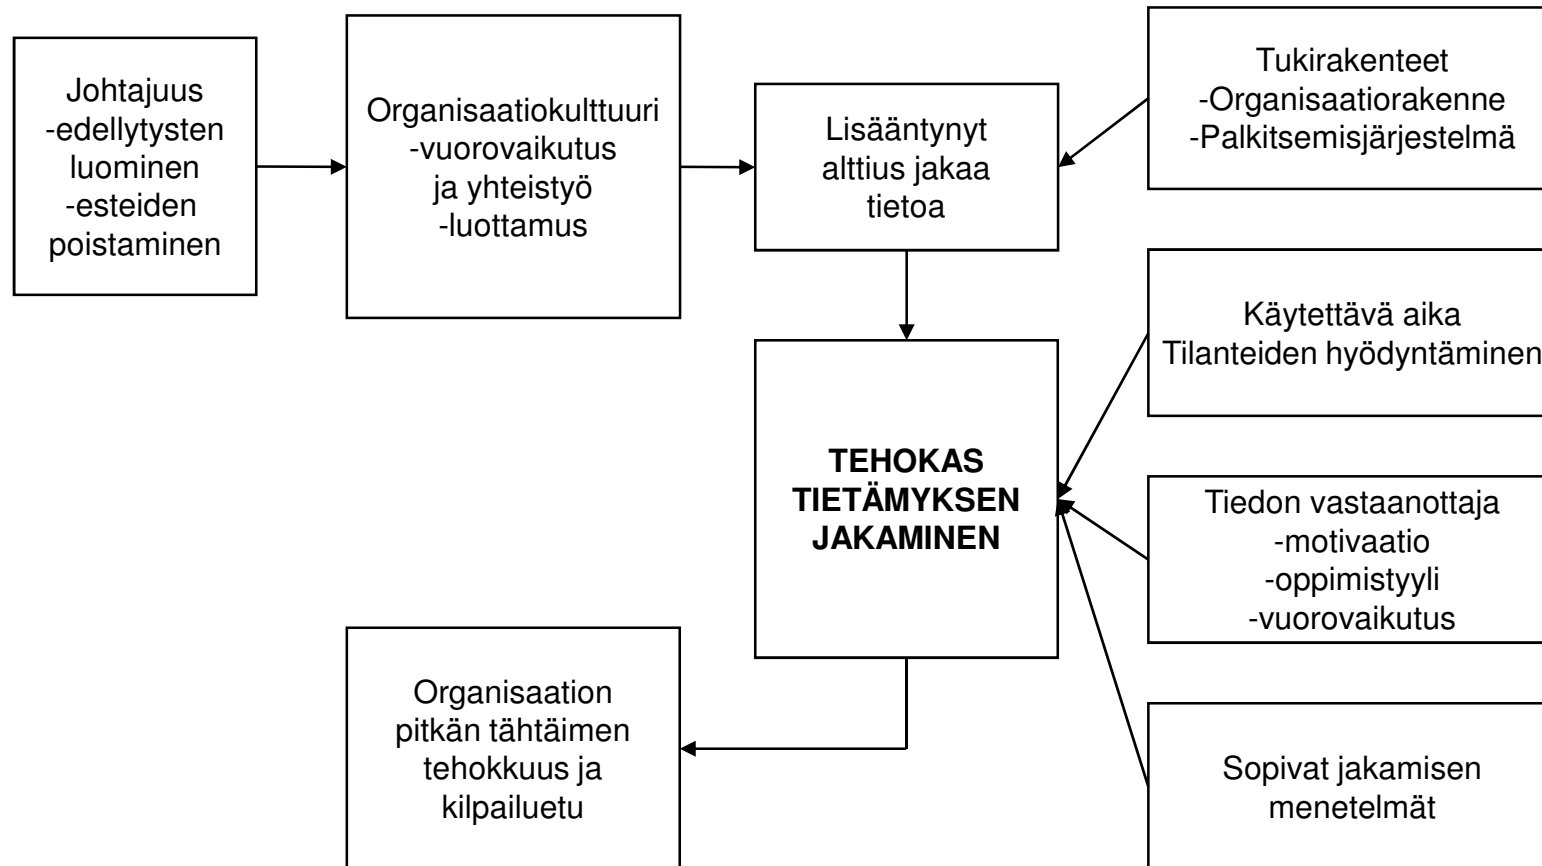 Johtajuus
-edellytysten
luominen
-esteiden
poistaminen
Organisaatiokulttuuri
-vuorovaikutus
ja yhteistyö
-luottamus
Lisääntynyt
alttius jakaa
tietoa
Tukirakenteet
-Organisaatiorakenne
-Palkitsemisjärjestelmä
Käytettävä aika
Tilanteiden hyödyntäminen
TEHOKAS
TIETÄMYKSEN
JAKAMINEN
Tiedon vastaanottaja
-motivaatio
-oppimistyyli
-vuorovaikutus
Organisaation
pitkän tähtäimen
tehokkuus ja
kilpailuetu
Sopivat jakamisen
menetelmät